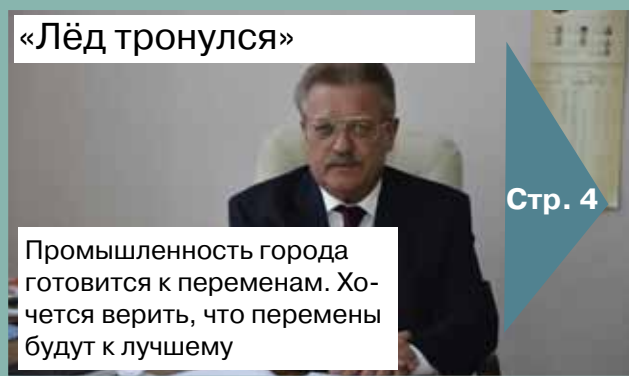 «Лёд тронулся»
Стр. 4
Промышленность города
готовится к переменам. Хо-
чется верить, что перемены
будут к лучшему